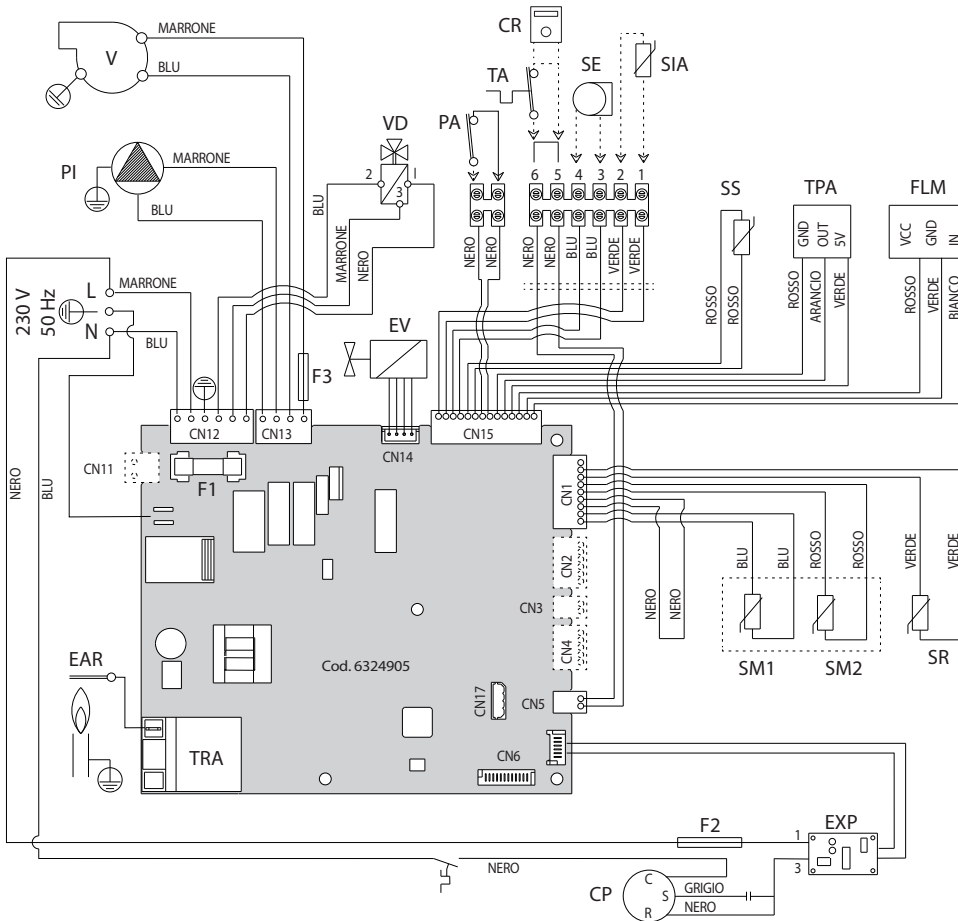 MARRONE
V
BLU
CR
TA
SE
SIA
PA
VD
2
1
3
PI
MARRONE
BLU
6
5
4
3
2
1
SS
TPA
FLM
GND
OUT
5V
VCC
GND
IN
BLU
MARRONE
NERO
NERO
NERO
NERO
NERO
BLU
BLU
VERDE
VERDE
ROSSO
ROSSO
ROSSO
ARANCIO
VERDE
ROSSO
VERDE
BIANCO
230 V
50 Hz
L
N
MARRONE
BLU
EV
F3
CN12
CN13
CN14
CN15
CN11
F1
NERO
BLU
CN1
CN2
CN3
CN4
CN5
CN17
CN6
Cod. 6324905
NERO
NERO
BLU
BLU
ROSSO
ROSSO
VERDE
VERDE
SM1
SM2
SR
EAR
TRA
F2
1
3
EXP
NERO
CP
C
S
R
GRIGIO
NERO